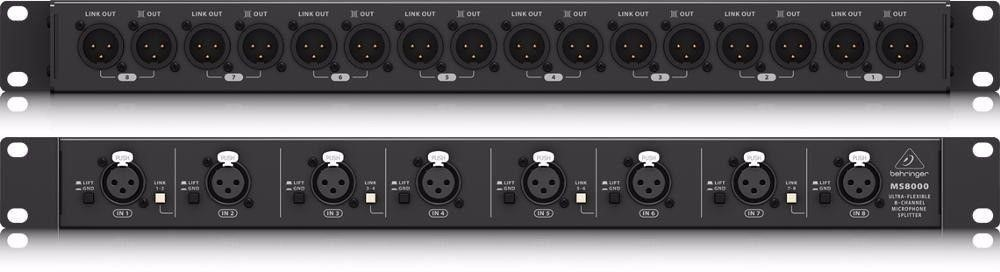 LINK OUT ][ OUT LINK OUT ][ OUT LINK OUT ][ OUT LINK OUT ][ OUT LINK OUT ][ OUT LINK OUT ][ OUT LINK OUT ][ OUT LINK OUT ][ OUT
8 7 6 5 4 3 2 1
PUSH PUSH PUSH PUSH PUSH PUSH PUSH PUSH
LIFT LINK LIFT LIFT LINK LIFT LIFT LINK LIFT LIFT LINK LIFT
GND 1-2 GND GND 3-4 GND GND 5-6 GND GND 7-8 GND
IN 1 IN 2 IN 3 IN 4 IN 5 IN 6 IN 7 IN 8
behringer
MS8000
ULTRA-FLEXIBLE
8-CHANNEL
MICROPHONE
SPLITTER